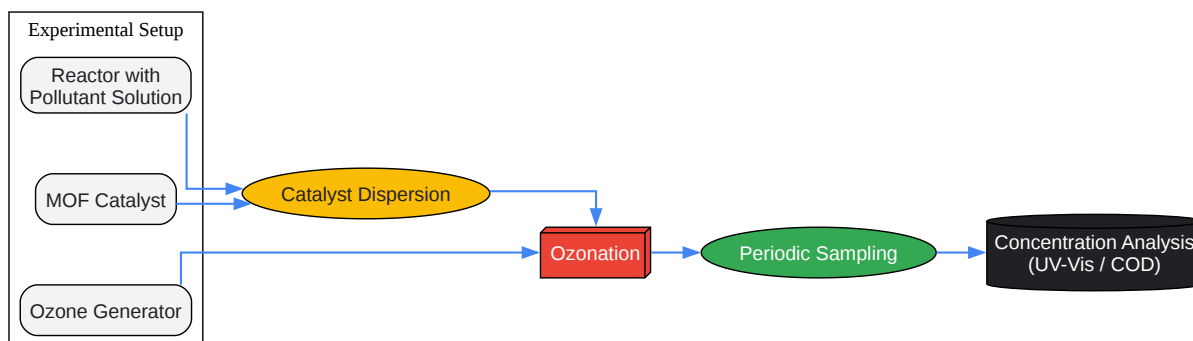 Experimental Setup
Reactor with
Pollutant Solution
MOF Catalyst
Catalyst Dispersion
Ozonation
Periodic Sampling
Concentration Analysis
(UV-Vis / COD)
Ozone Generator